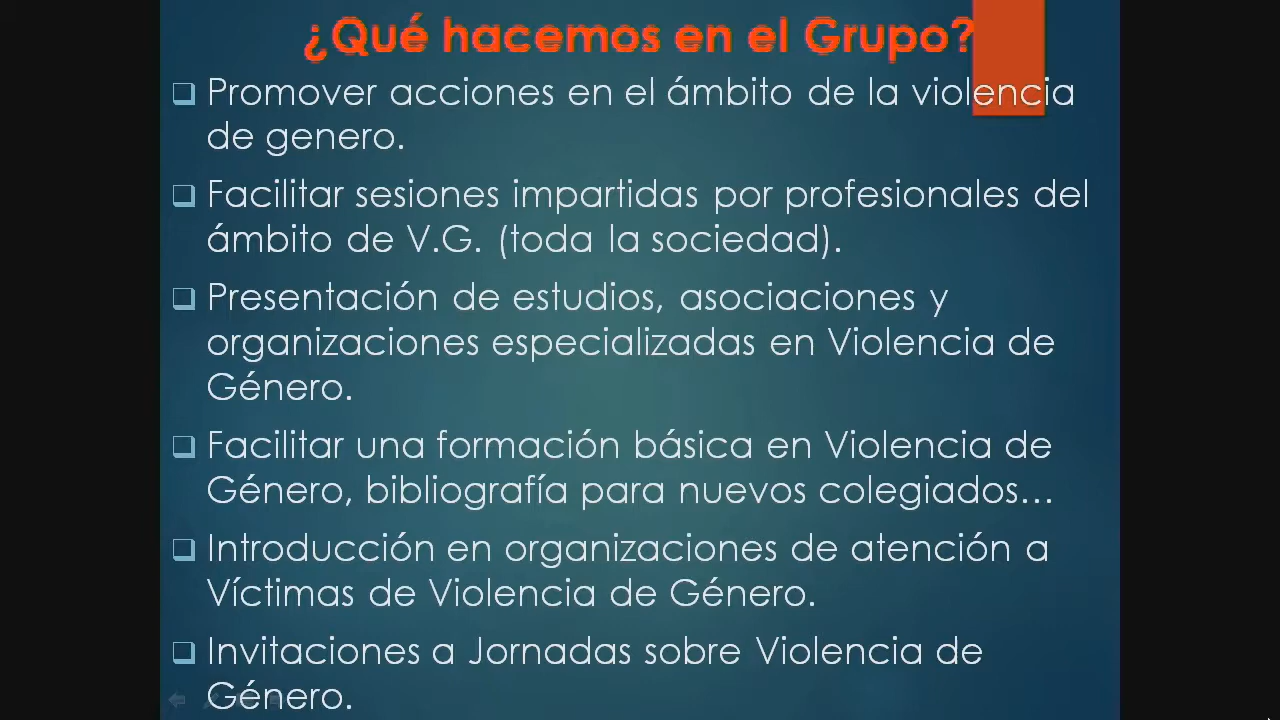 ¿Qué hacemos en el Grupo?
Promover acciones en el ámbito de la violencia
de genero.
Facilitar sesiones impartidas por profesionales del
ámbito de V.G. (toda la sociedad).
Presentación de estudios, asociaciones y
organizaciones especializadas en Violencia de
Género.
Facilitar una formación básica en Violencia de
Género, bibliografía para nuevos colegiados...
Introducción en organizaciones de atención a
Víctimas de Violencia de Género.
Invitaciones a Jornadas sobre Violencia de
Género.